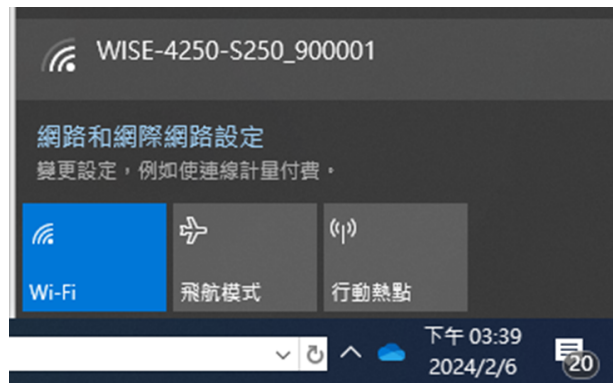 WISE-4250-S250_900001
網路和網際網路設定
變更設定，例如使連線計量付費。
Wi-Fi
飛航模式
行動熱點
下午 03:39
2024/2/6
20